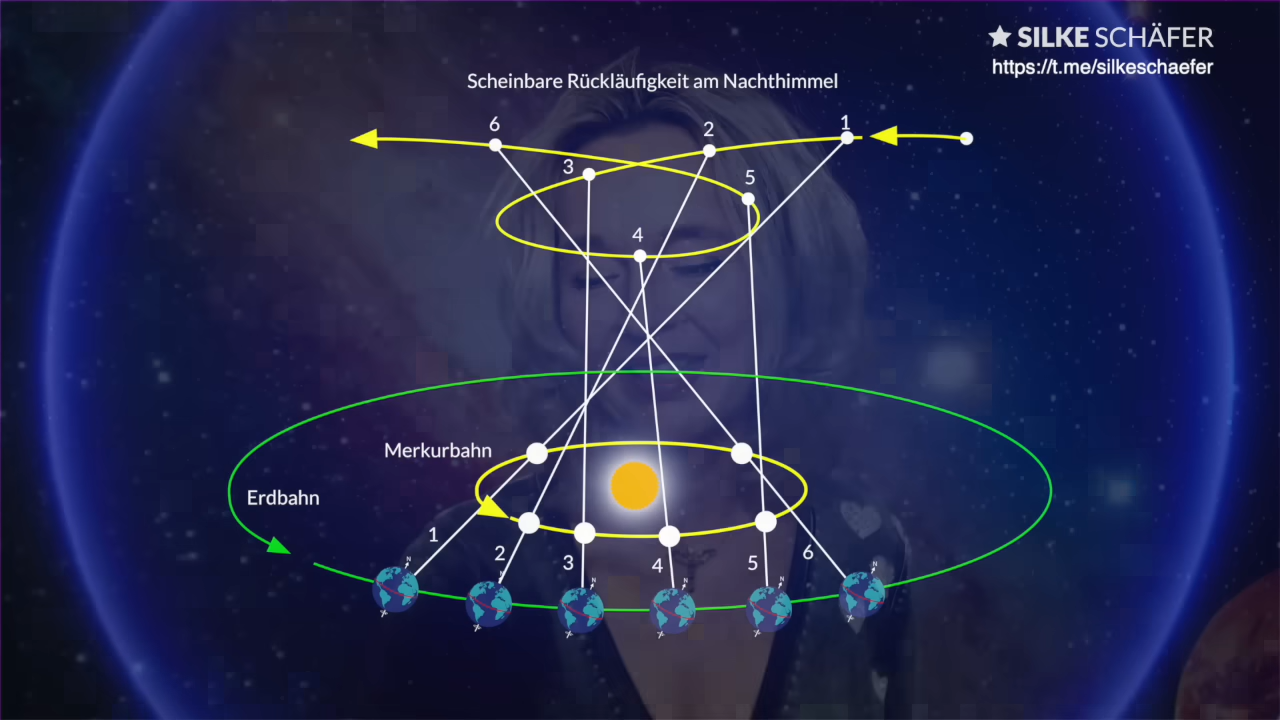 ★ SILKE SCHÄFER
https://t.me/silkeschaefer
Scheinbare Rückläufigkeit am Nachthimmel
6
2
1
3
5
4
Merkurbahn
Erdbahn
1
2
3
4
5
6
N
N
N
N
N
N